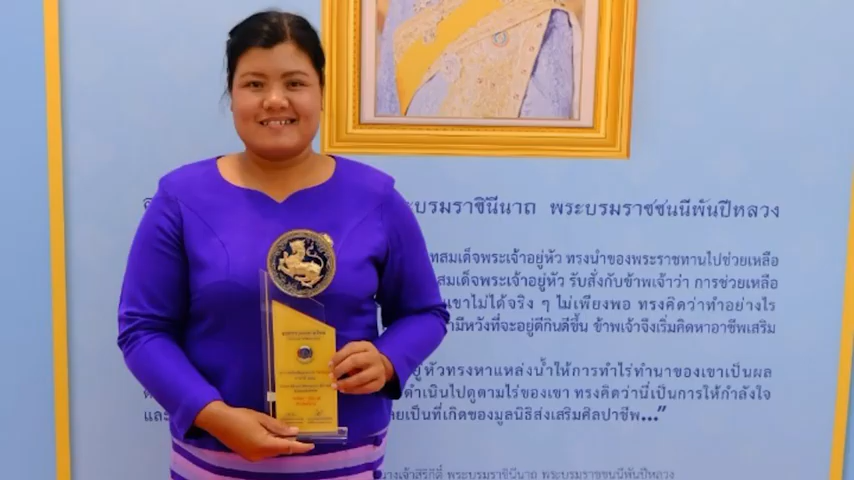 ะบรมราชินีนาถ พระบรมราชชนนีพันปีหลวง
ทสมเด็จพระเจ้าอยู่หัว ทรงนำของพระราชทานไปช่วยเหลือ
สมเด็จพระเจ้าอยู่หัว รับสั่งกับข้าพเจ้าว่า การช่วยเหลือ
เขาไม่ได้จริง ๆ ไม่เพียงพอ ทรงคิดว่าทำอย่างไร
ามีหวังที่จะอยู่ดีกินดีขึ้น ข้าพเจ้าจึงเริ่มคิดหาอาชีพเสริม
อยู่หัวทรงหาแหล่งน้ำให้การทำไร่ทำนาของเขาเป็นผล
ดำเนินไปดูตามไร่ของเขา ทรงคิดว่านี่เป็นการให้กำลังใจ
และ
ลยเป็นที่เกิดของมูลนิธิส่งเสริมศิลปาชีพ..."
นางเจ้าสิริกิติ์ พระบรมราชินีนาถ พระบรมราชชนนีพันปีหลวง